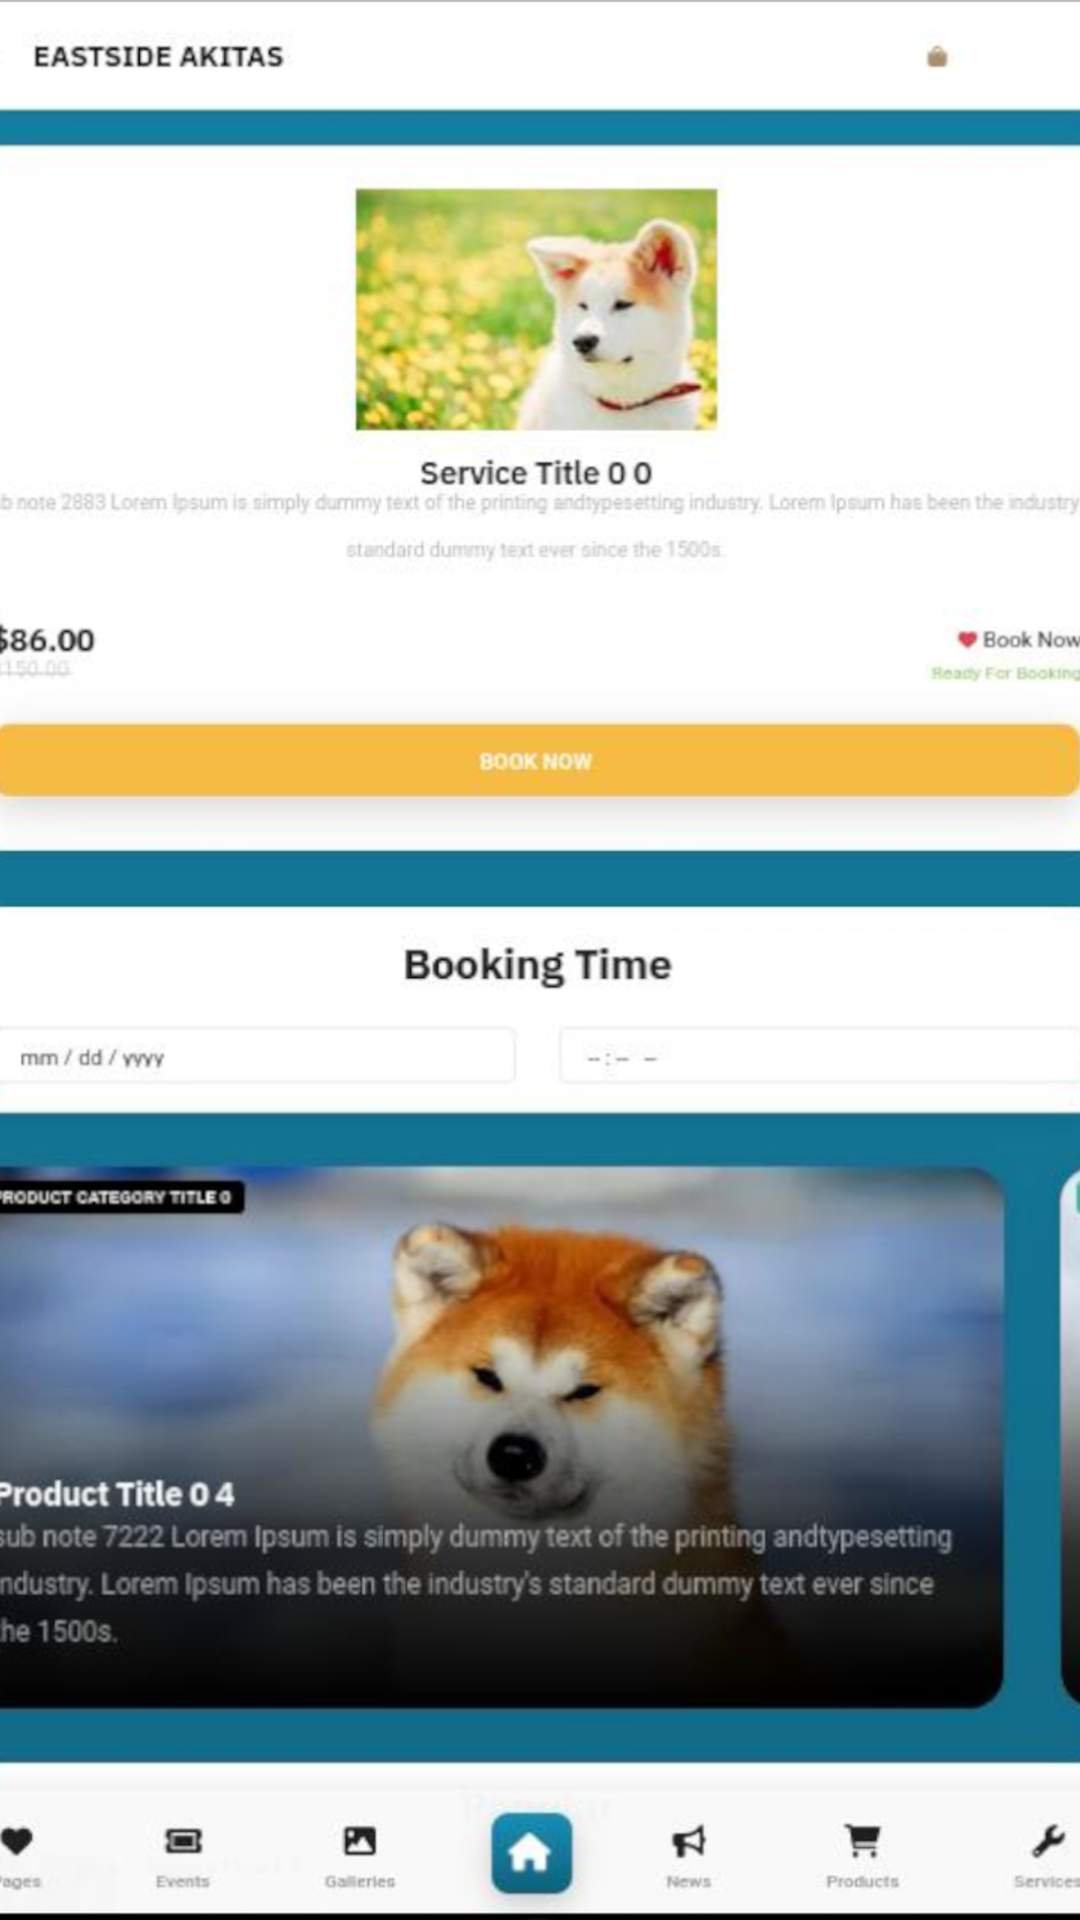 EASTSIDE AKITAS
Service Title 0 0
b note 2883 Lorem Ipsum is simply dummy text of the printing andtypesetting industry. Lorem Ipsum has been the industry
standard dummy text ever since the 1500s.
$86.00
Book Now
$150.00
Ready For Booking
BOOK NOW
Booking Time
mm / dd / yyyy
-- : -- --
PRODUCT CATEGORY TITLE 0
Product Title 0 4
sub note 7222 Lorem Ipsum is simply dummy text of the printing andtypesetting
industry. Lorem Ipsum has been the industry's standard dummy text ever since
the 1500s.
Pages Events Galleries News Products Services